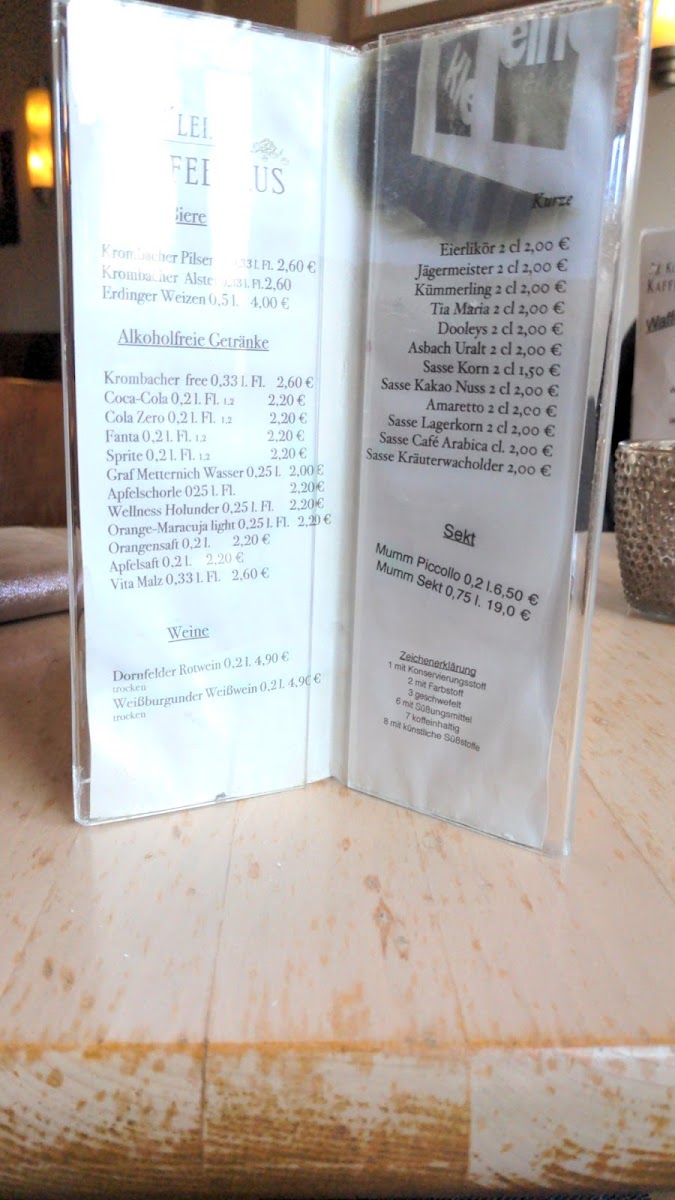 Biere
Krombacher Pilsener 0,33 l. Fl. 2,60 €
Krombacher Alster 0,33 l. Fl. 2,60
Erdinger Weizen 0,5 l. 4,00 €
Alkoholfreie Getränke
Krombacher free 0,33 l. Fl. 2,60 €
Coca-Cola 0,2 l. Fl. 1,2 2,20 €
Cola Zero 0,2 l. Fl. 1,2 2,20 €
Fanta 0,2 l. Fl. 1,2 2,20 €
Sprite 0,2 l. Fl. 1,2 2,20 €
Graf Metternich Wasser 0,25 l. 2,00 €
Apfelschorle 025 l. Fl. 2,20 €
Wellness Holunder 0,25 l. Fl. 2,20 €
Orange-Maracuja light 0,25 l. Fl. 2,20 €
Orangensaft 0,2 l. 2,20 €
Apfelsaft 0,2 l. 2,20 €
Vita Malz 0,33 l. Fl. 2,60 €
Weine
Dornfelder Rotwein 0,2 l. 4,90 €
trocken
Weißburgunder Weißwein 0,2 l. 4,90 €
trocken
Kurze
Eierlikör 2 cl 2,00 €
Jägermeister 2 cl 2,00 €
Kümmerling 2 cl 2,00 €
Tia Maria 2 cl 2,00 €
Dooleys 2 cl 2,00 €
Asbach Uralt 2 cl 2,00 €
Sasse Korn 2 cl 1,50 €
Sasse Kakao Nuss 2 cl 2,00 €
Amaretto 2 cl 2,00 €
Sasse Lagerkorn 2 cl 2,00 €
Sasse Café Arabica cl. 2,00 €
Sasse Kräuterwacholder 2,00 €
Sekt
Mumm Piccollo 0,2 l.6,50 €
Mumm Sekt 0,75 l. 19,0 €
Zeichenerklärung
1 mit Konservierungsstoff
2 mit Farbstoff
3 geschwefelt
6 mit Süßungsmittel
7 koffeinhaltig
8 mit künstliche Süßstoffe